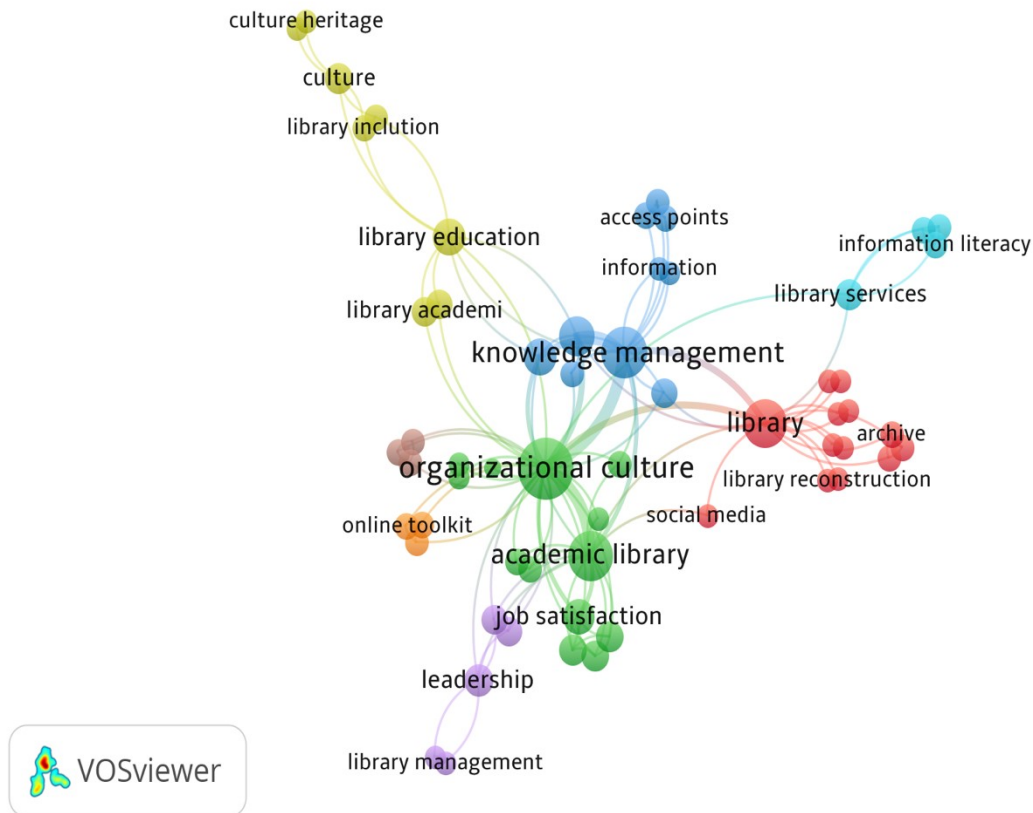 culture heritage
culture
library inclution
access points
library education
information literacy
information
library services
library academi
knowledge management
library
archive
organizational culture
library reconstruction
social media
online toolkit
academic library
job satisfaction
leadership
library management
VOSviewer